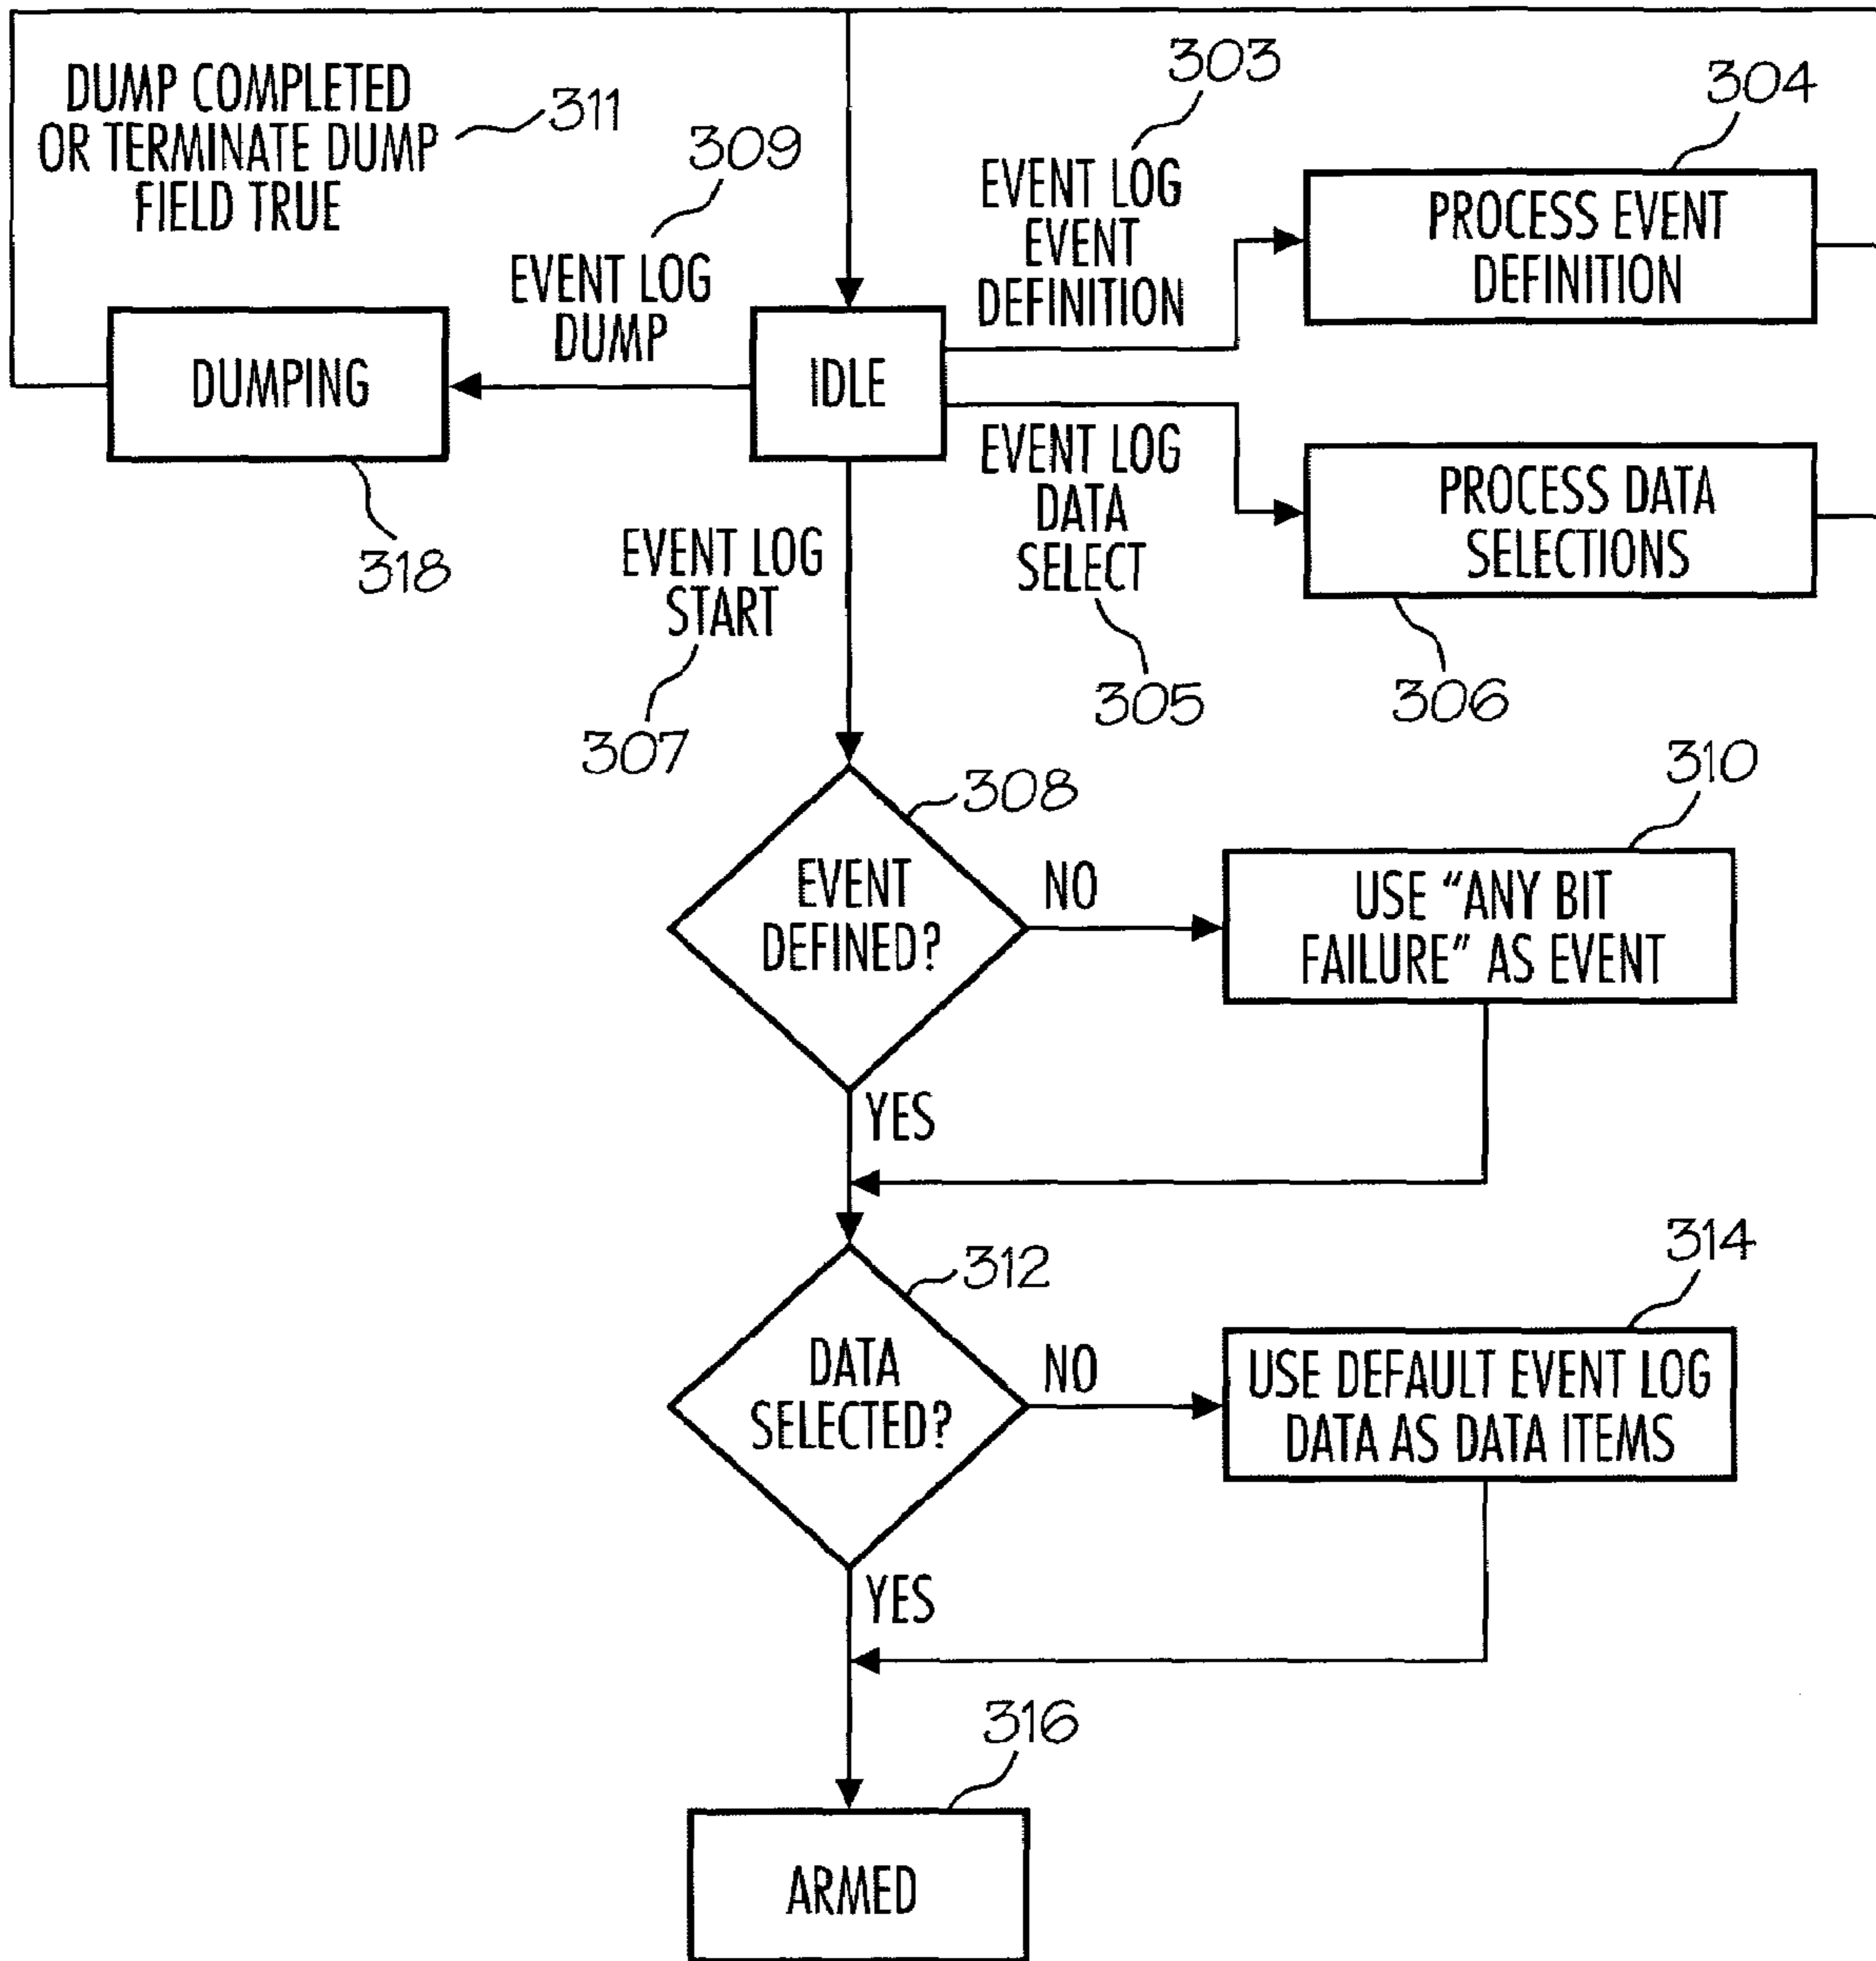 DUMP COMPLETED
OR TERMINATE DUMP
FIELD TRUE
311
309
EVENT LOG
DUMP
303
EVENT LOG
EVENT
DEFINITION
304
PROCESS EVENT
DEFINITION
DUMPING
318
IDLE
EVENT LOG
DATA
SELECT
305
PROCESS DATA
SELECTIONS
306
EVENT LOG
START
307
308
EVENT
DEFINED?
NO
310
USE “ANY BIT
FAILURE” AS EVENT
YES
312
DATA
SELECTED?
NO
314
USE DEFAULT EVENT LOG
DATA AS DATA ITEMS
YES
316
ARMED